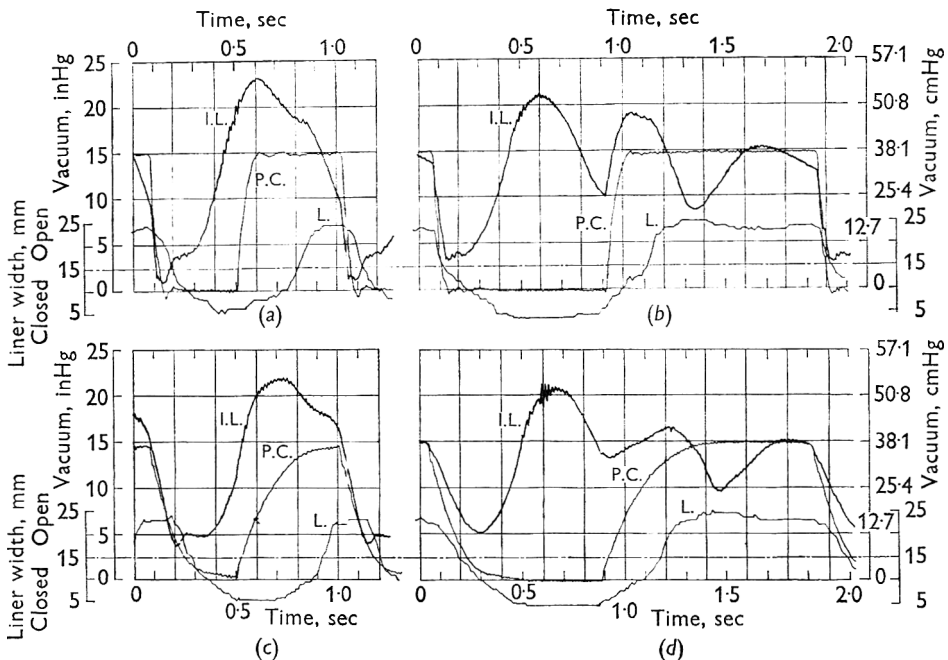 Time, sec
Time, sec
0 0·5 1·0
0 0·5 1·0 1·5 2·0
Vacuum, inHg
25
20
15
10
5
0
Liner width, mm
Closed Open
25
15
5
I.L.
P.C.
L.
(a)
I.L.
P.C.
L.
(b)
57·1
50·8
38·1
25·4
12·7
0
Vacuum, cmHg
25
15
5
Vacuum, inHg
25
20
15
10
5
0
Liner width, mm
Closed Open
25
15
5
I.L.
P.C.
L.
(c)
I.L.
P.C.
L.
(d)
57·1
50·8
38·1
25·4
12·7
0
Vacuum, cmHg
25
15
5
0 0·5 1·0
0 0·5 1·0 1·5 2·0
Time, sec
Time, sec